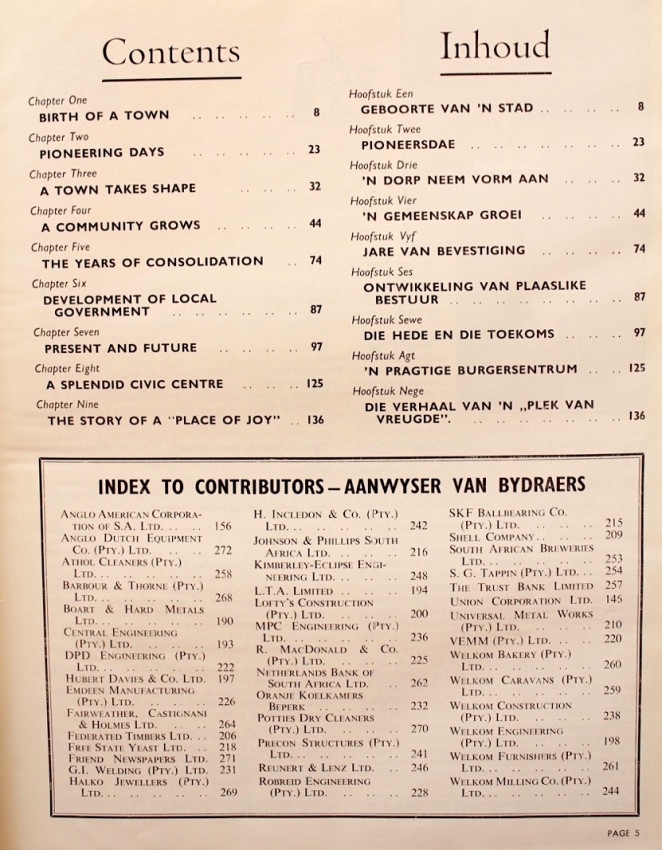 Contents
Chapter One
BIRTH OF A TOWN .. .. .. .. .. 8
Chapter Two
PIONEERING DAYS .. .. .. .. .. 23
Chapter Three
A TOWN TAKES SHAPE .. .. .. 32
Chapter Four
A COMMUNITY GROWS .. .. .. .. 44
Chapter Five
THE YEARS OF CONSOLIDATION .. 74
Chapter Six
DEVELOPMENT OF LOCAL
GOVERNMENT .. .. .. .. .. .. 87
Chapter Seven
PRESENT AND FUTURE .. .. .. .. 97
Chapter Eight
A SPLENDID CIVIC CENTRE .. .. .. 125
Chapter Nine
THE STORY OF A "PLACE OF JOY" .. 136
Inhoud
Hoofstuk Een
GEBOORTE VAN 'N STAD .. .. .. .. 8
Hoofstuk Twee
PIONEERSDAE .. .. .. .. .. .. 23
Hoofstuk Drie
'N DORP NEEM VORM AAN .. .. .. 32
Hoofstuk Vier
'N GEMEENSKAP GROEI .. .. .. .. 44
Hoofstuk Vyf
JARE VAN BEVESTIGING .. .. .. .. 74
Hoofstuk Ses
ONTWIKKELING VAN PLAASLIKE
BESTUUR .. .. .. .. .. .. .. 87
Hoofstuk Sewe
DIE HEDE EN DIE TOEKOMS .. .. .. 97
Hoofstuk Agt
'N PRAGTIGE BURGERSENTRUM .. .. 125
Hoofstuk Nege
DIE VERHAAL VAN 'N „PLEK VAN
VREUGDE". .. .. .. .. .. .. .. 136
INDEX TO CONTRIBUTORS – AANWYSER VAN BYDRAERS
ANGLO AMERICAN CORPORA-
TION OF S.A. LTD. .. .. 156
ANGLO DUTCH EQUIPMENT
CO. (PTY.) LTD. .. .. 272
ATHOL CLEANERS (PTY.)
LTD. .. .. .. .. .. 258
BARBOUR & THORNE (PTY.)
LTD. .. .. .. .. .. 268
BOART & HARD METALS
LTD. .. .. .. .. .. 190
CENTRAL ENGINEERING
(PTY.) LTD. .. .. .. 193
DPD ENGINEERING (PTY.)
LTD. .. .. .. .. .. 222
HUBERT DAVIES & CO. LTD. 197
EMDEEN MANUFACTURING
(PTY.) LTD. .. .. .. 226
FAIRWEATHER, CASTIGNANI
& HOLMES LTD. .. .. 264
FEDERATED TIMBERS LTD. .. 206
FREE STATE YEAST LTD. .. 218
FRIEND NEWSPAPERS LTD. 271
G.I. WELDING (PTY.) LTD. 231
HALKO JEWELLERS (PTY.)
LTD. .. .. .. .. .. 269
H. INCLEDON & CO. (PTY.)
LTD. .. .. .. .. .. 242
JOHNSON & PHILLIPS SOUTH
AFRICA LTD. .. .. .. 216
KIMBERLEY-ECLIPSE ENGI-
NEERING LTD. .. .. .. 248
L.T.A. LIMITED .. .. .. 194
LOFTY'S CONSTRUCTION
(PTY.) LTD. .. .. .. 200
MPC ENGINEERING (PTY.)
LTD. .. .. .. .. .. 236
R. MACDONALD & CO.
(PTY.) LTD. .. .. .. 225
NETHERLANDS BANK OF
SOUTH AFRICA LTD. .. 262
ORANJE KOELKAMERS
BEPERK .. .. .. .. 232
POTTIES DRY CLEANERS
(PTY.) LTD. .. .. .. 270
PRECON STRUCTURES (PTY.)
LTD. .. .. .. .. .. 241
REUNERT & LENZ LTD. .. 246
ROBREID ENGINEERING
(PTY.) LTD. .. .. .. 228
SKF BALLBEARING CO.
(PTY.) LTD. .. .. .. 215
SHELL COMPANY .. .. .. 209
SOUTH AFRICAN BREWERIES
LTD. .. .. .. .. .. 253
S. G. TAPPIN (PTY.) LTD. .. 254
THE TRUST BANK LIMITED 257
UNION CORPORATION LTD. 145
UNIVERSAL METAL WORKS
(PTY.) LTD. .. .. .. 210
VEMM (PTY.) LTD. .. .. 220
WELKOM BAKERY (PTY.)
LTD. .. .. .. .. .. 260
WELKOM CARAVANS (PTY.)
LTD. .. .. .. .. .. 259
WELKOM CONSTRUCTION
(PTY.) LTD. .. .. .. 238
WELKOM ENGINEERING
(PTY.) LTD. .. .. .. 198
WELKOM FURNISHERS (PTY.)
LTD. .. .. .. .. .. 261
WELKOM MILLING CO. (PTY.)
LTD. .. .. .. .. .. 244
PAGE 5